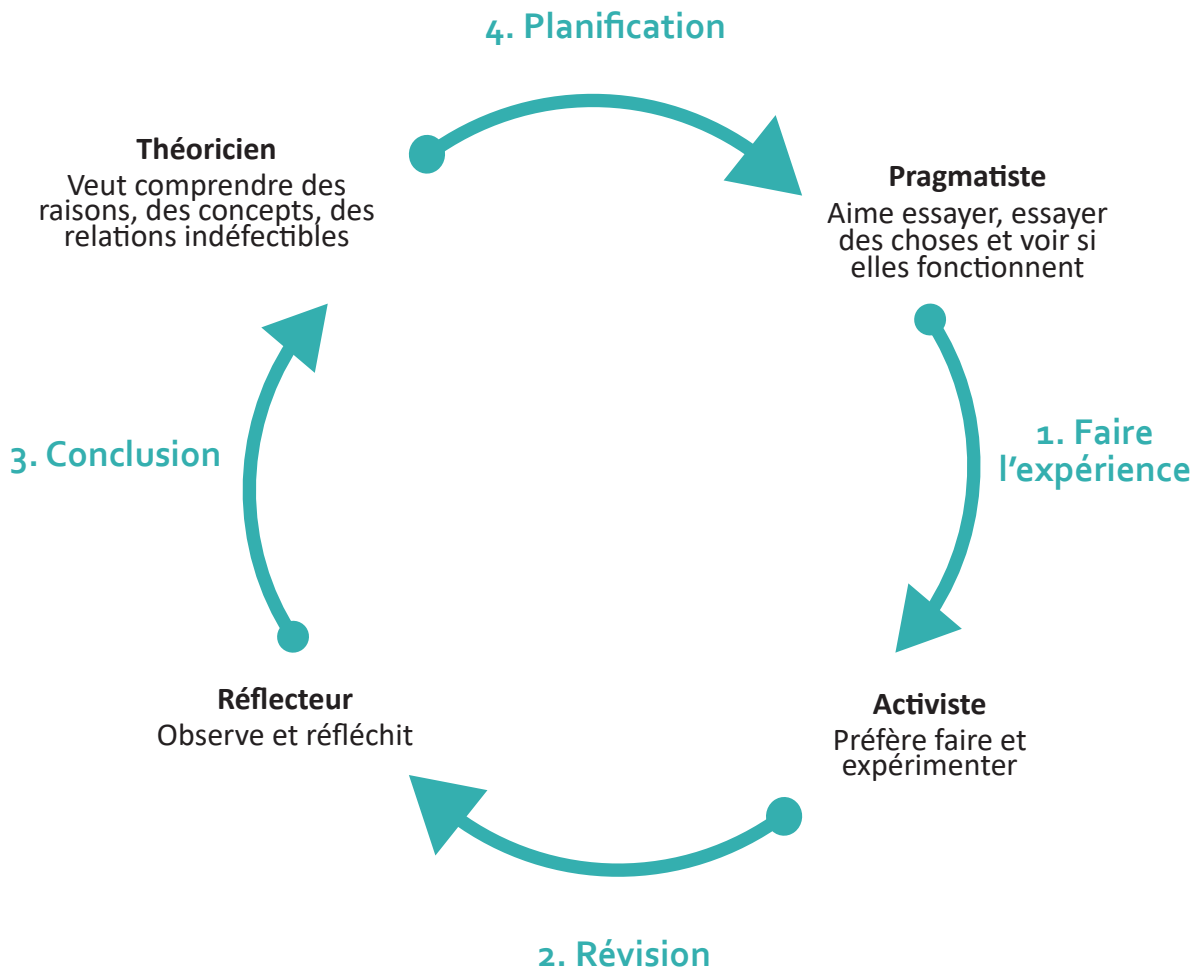 4. Planification
Théoricien
Veut comprendre des
raisons, des concepts, des
relations indéfectibles
Pragmatiste
Aime essayer, essayer
des choses et voir si
elles fonctionnent
3. Conclusion
1. Faire
l'expérience
Réflecteur
Observe et réfléchit
Activiste
Préfère faire et
expérimenter
2. Révision